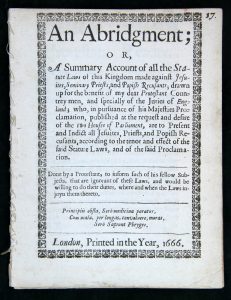 37.
An Abridgment;
OR,
A Summary Account of all the Sta-
tute Laws of this Kingdom made against Jesu-
ites, Seminary Priests, and Popish Recusants, drawn
up for the benefit of my dear Protestant Coun-
treymen, and specially of the Juries of Eng-
land; who, in pursuance of his Majesties Pro-
clamation, published at the request and desire
of the two Houses of Parliament, are to Present
and Indict all Jesuites, Priests, and Popish Re-
cusants, according to the tenor and effect of the
said Statute Laws, and of the said Procla-
mation.
Done by a Protestant, to inform such of his fellow Sub-
jects, that are ignorant of these Laws, and would be
willing to do their duties, where and when the Laws in-
joyn them thereto.
Principiis obsta, Sero medicina paratur,
Cum mala per longas, convaluere, moras,
Sero Sapiunt Phryges.
London, Printed in the Year, 1666.